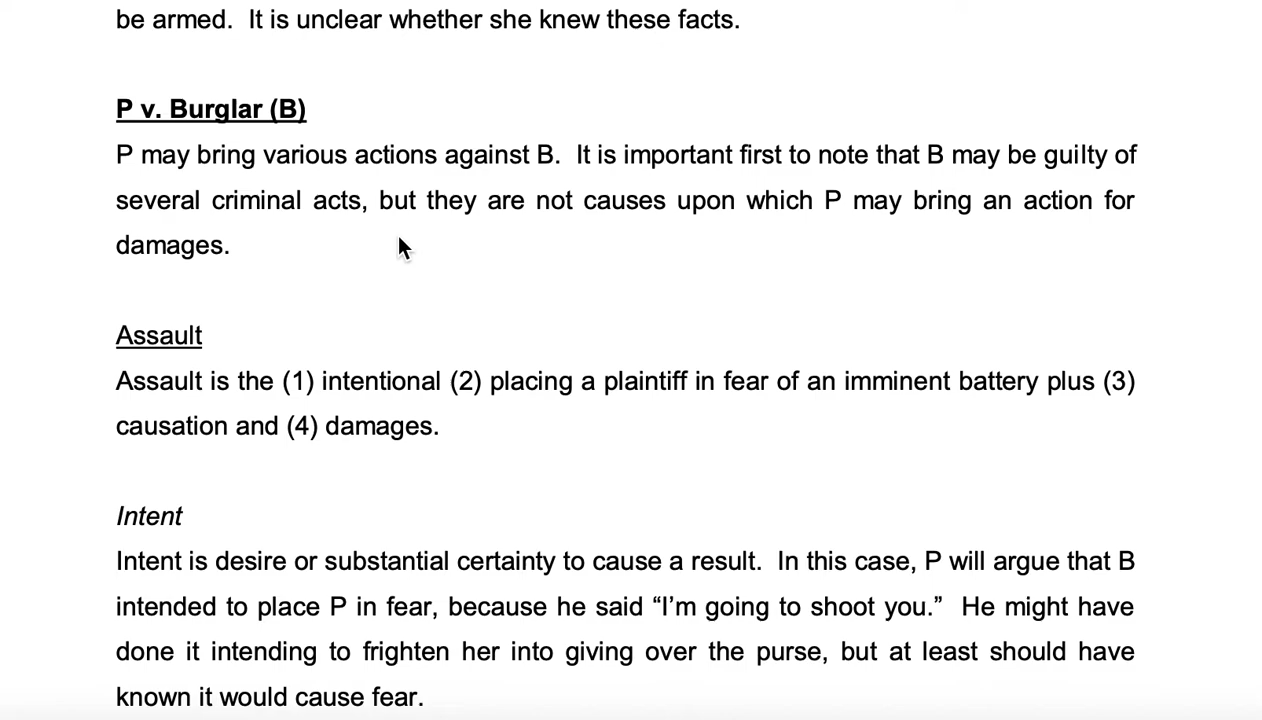 be armed.  It is unclear whether she knew these facts.
P v. Burglar (B)
P may bring various actions against B.  It is important first to note that B may be guilty of
several criminal acts, but they are not causes upon which P may bring an action for
damages.
Assault
Assault is the (1) intentional (2) placing a plaintiff in fear of an imminent battery plus (3)
causation and (4) damages.
Intent
Intent is desire or substantial certainty to cause a result.  In this case, P will argue that B
intended to place P in fear, because he said “I’m going to shoot you.”  He might have
done it intending to frighten her into giving over the purse, but at least should have
known it would cause fear.